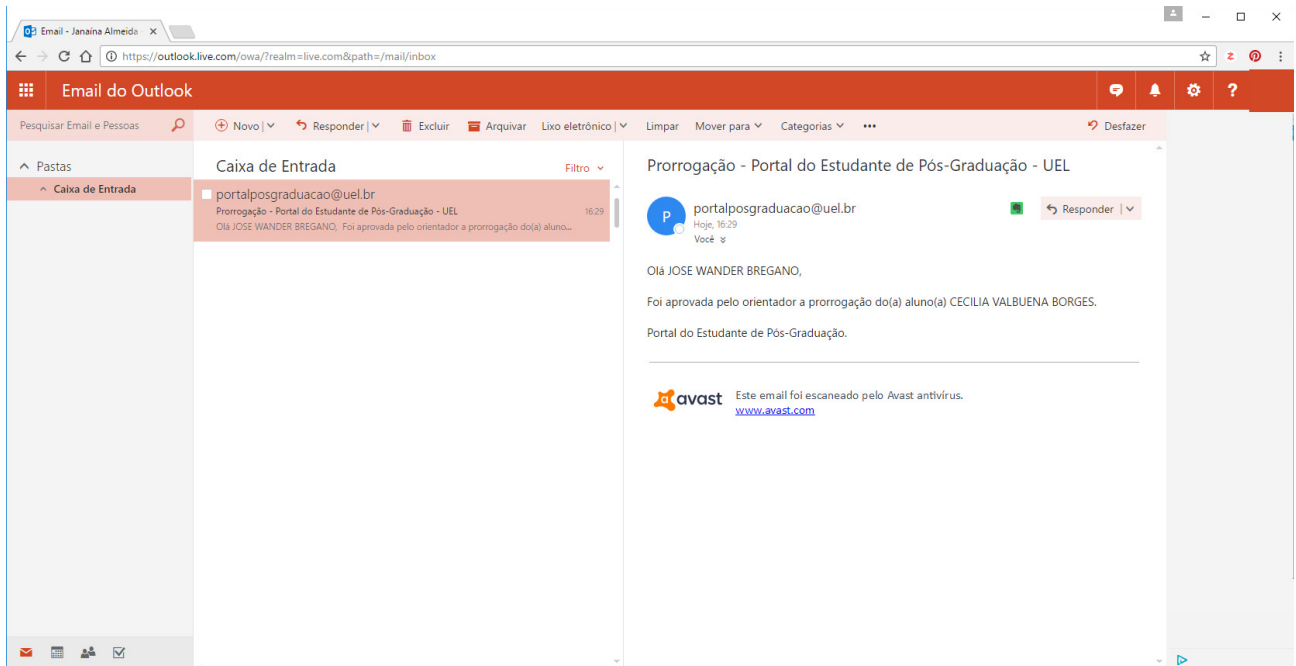 Email - Janaína Almeida
https://outlook.live.com/owa/?realm=live.com&path=/mail/inbox
Email do Outlook
?
Pesquisar Email e Pessoas
Novo | Responder | Excluir Arquivar Lixo eletrônico | Limpar Mover para Categorias ... Desfazer
Pastas
Caixa de Entrada
Caixa de Entrada
Filtro
portalposgraduacao@uel.br
Prorrogação - Portal do Estudante de Pós-Graduação - UEL 16:29
Olá JOSE WANDER BREGANO, Foi aprovada pelo orientador a prorrogação do(a) aluno...
Prorrogação - Portal do Estudante de Pós-Graduação - UEL
P
portalposgraduacao@uel.br
Responder |
Hoje, 16:29
Você
Olá JOSE WANDER BREGANO,
Foi aprovada pelo orientador a prorrogação do(a) aluno(a) CECILIA VALBUENA BORGES.
Portal do Estudante de Pós-Graduação.
avast
Este email foi escaneado pelo Avast antivírus.
www.avast.com